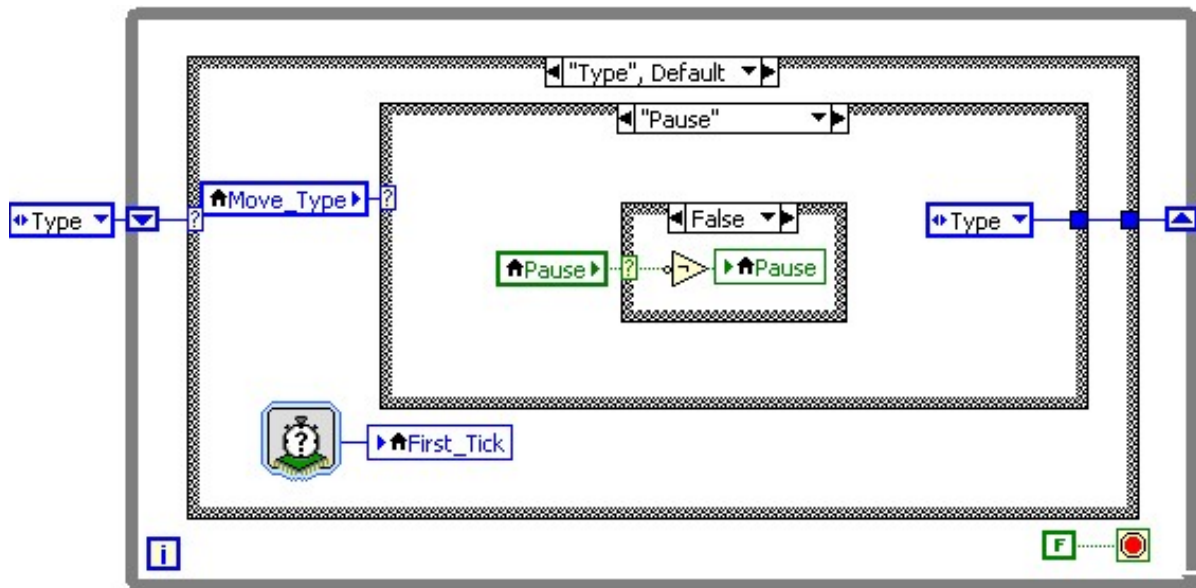 "Type", Default
"Pause"
Move_Type
Type
False
Type
Pause
Pause
?
?
?
?
First_Tick
i
F